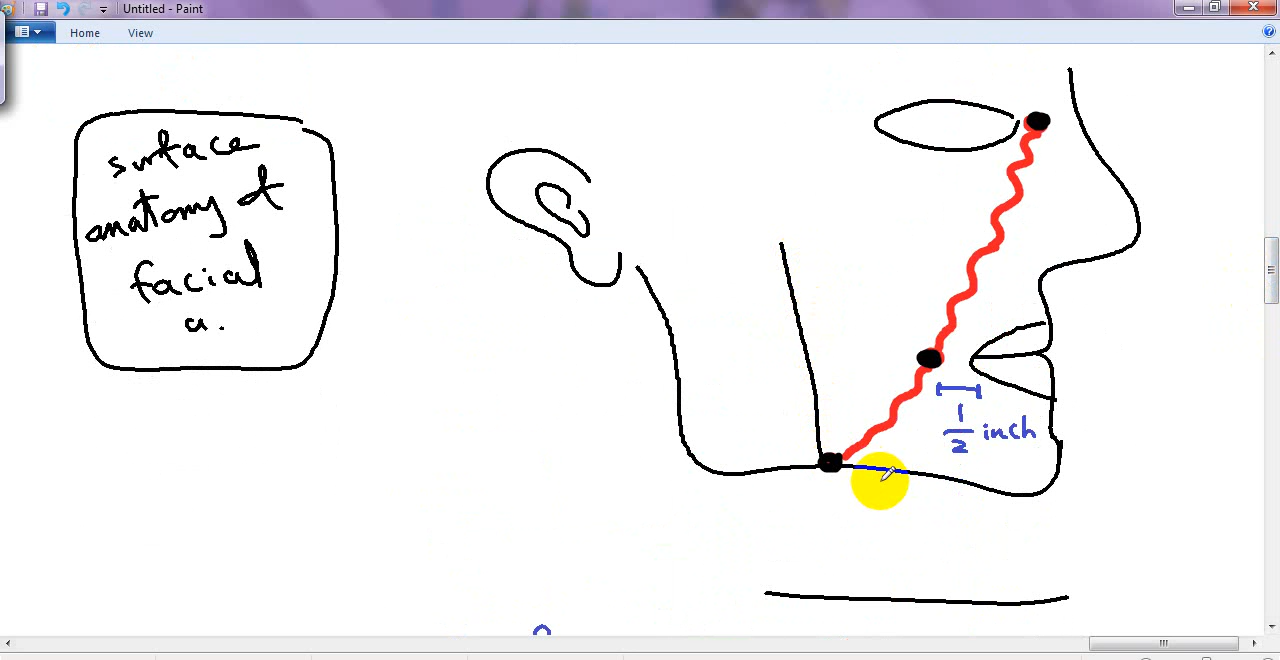 Untitled - Paint
Home View
surface
anatomy of
facial
a.
1/2 inch